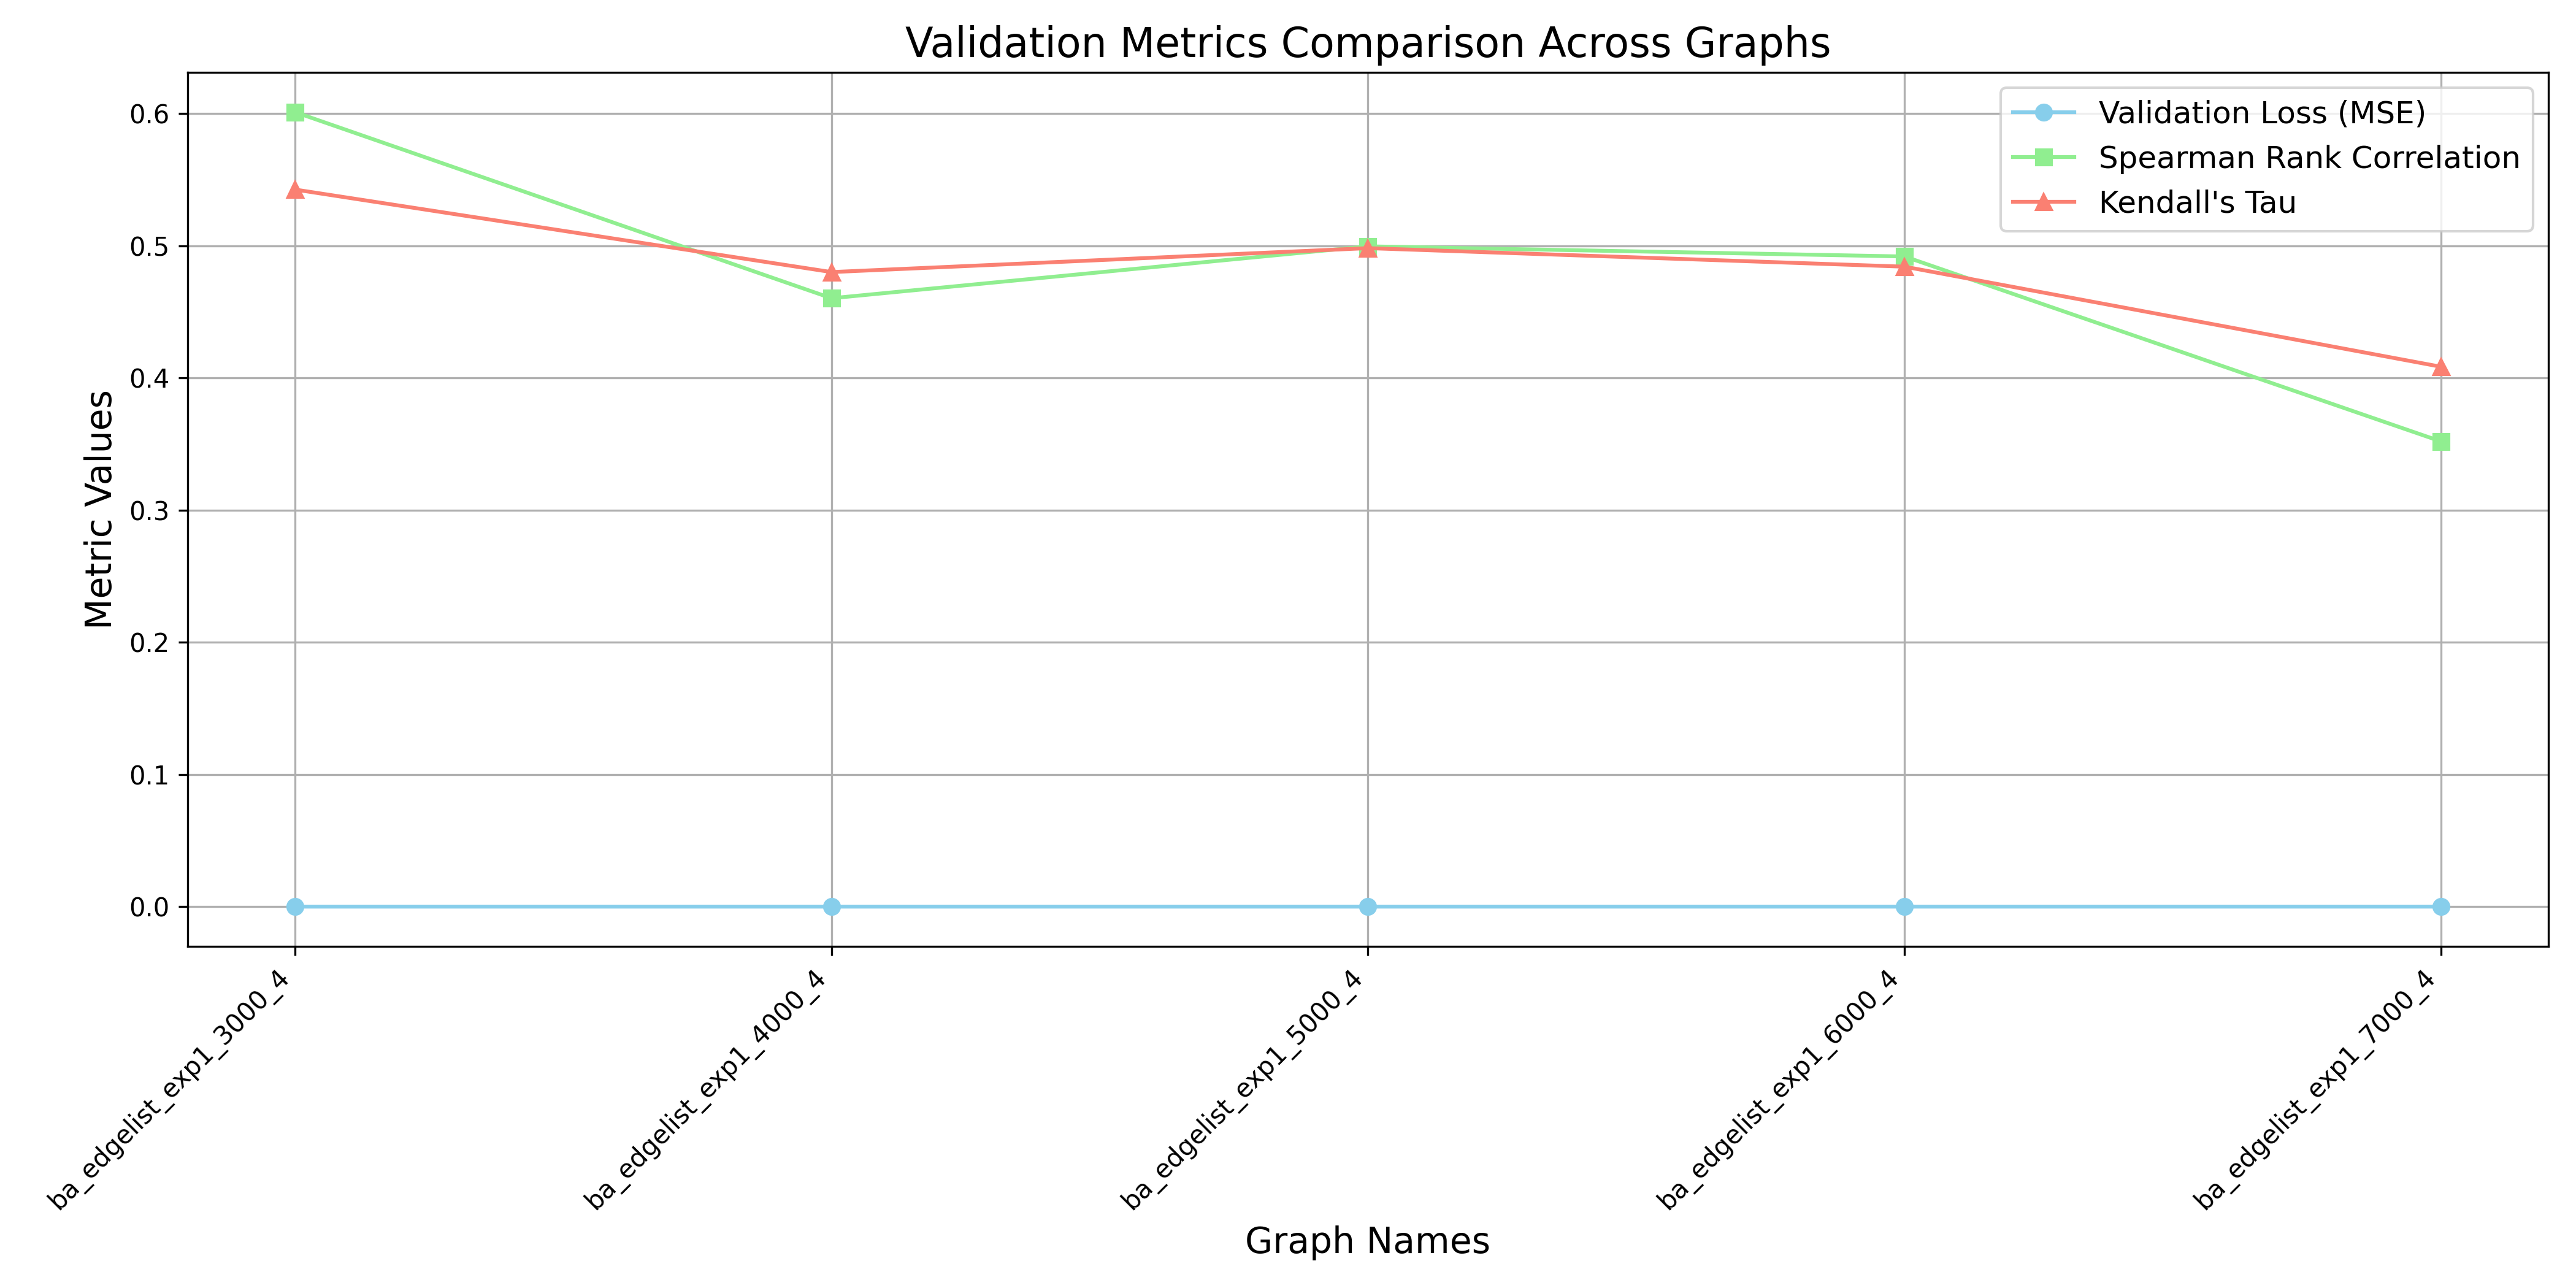 Validation Metrics Comparison Across Graphs
Validation Loss (MSE)
Spearman Rank Correlation
Kendall's Tau
Metric Values
0.6
0.5
0.4
0.3
0.2
0.1
0.0
ba_edgelist_exp1_3000_4
ba_edgelist_exp1_4000_4
ba_edgelist_exp1_5000_4
ba_edgelist_exp1_6000_4
ba_edgelist_exp1_7000_4
Graph Names